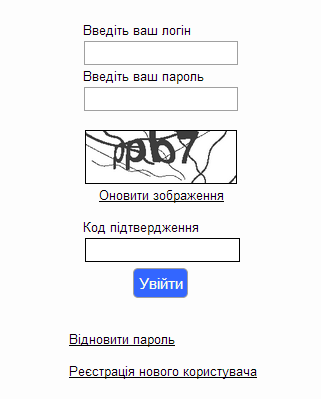 Введіть ваш логін
Введіть ваш пароль
Оновити зображення
Код підтвердження
Увійти
Відновити пароль
Реєстрація нового користувача